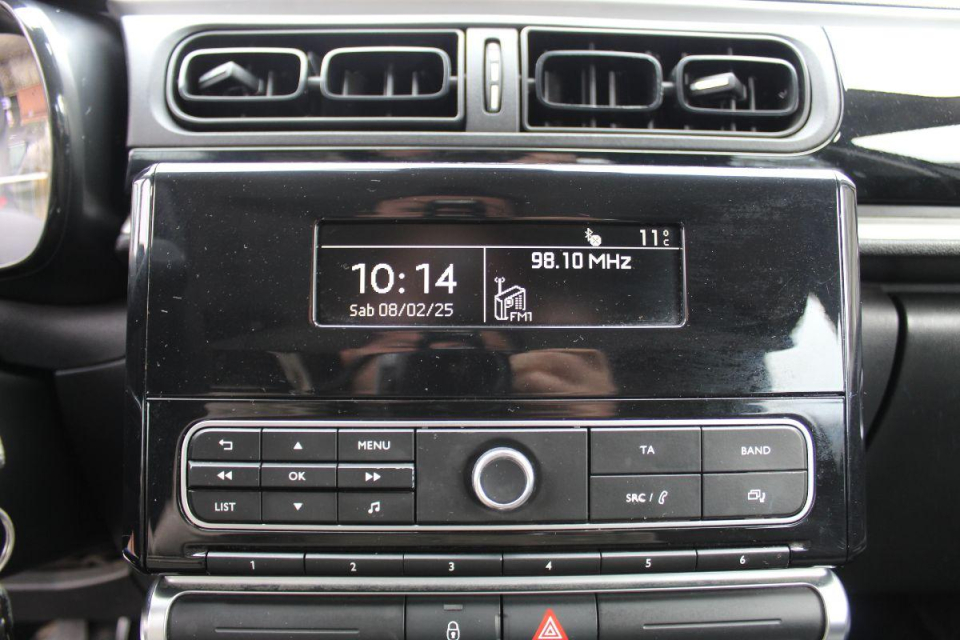 11°C
98.10 MHz
10:14
Sab 08/02/25
FM1
MENU
TA
BAND
OK
LIST
SRC /
1 2 3 4 5 6